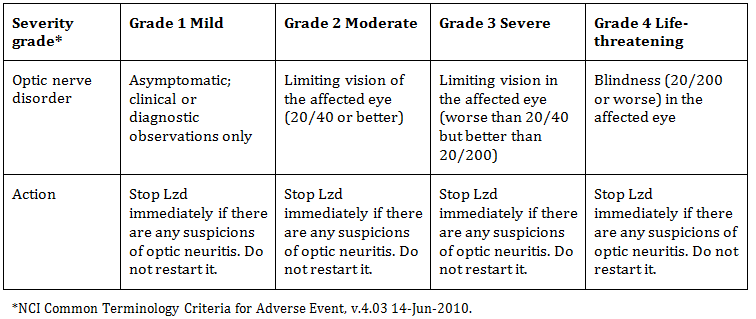 Severity grade*
Grade 1 Mild
Grade 2 Moderate
Grade 3 Severe
Grade 4 Life-
threatening
Optic nerve
disorder
Asymptomatic;
clinical or
diagnostic
observations only
Limiting vision of
the affected eye
(20/40 or better)
Limiting vision in
the affected eye
(worse than 20/40
but better than
20/200)
Blindness (20/200
or worse) in the
affected eye
Action
Stop Lzd
immediately if there
are any suspicions
of optic neuritis. Do
not restart it.
Stop Lzd
immediately if there
are any suspicions
of optic neuritis. Do
not restart it.
Stop Lzd
immediately if there
are any suspicions
of optic neuritis. Do
not restart it.
Stop Lzd
immediately if there
are any suspicions of
optic neuritis. Do not
restart it.
*NCI Common Terminology Criteria for Adverse Event, v.4.03 14-Jun-2010.